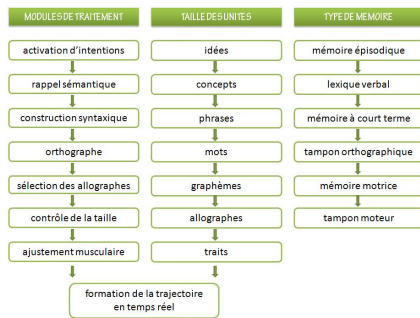 MODULES DE TRAITEMENT
TAILLE DES UNITES
TYPE DE MEMOIRE
activation d'intentions
idées
mémoire épisodique
rappel sémantique
concepts
lexique verbal
construction syntaxique
phrases
mémoire à court terme
orthographe
mots
tampon orthographique
sélection des allographes
graphèmes
mémoire motrice
contrôle de la taille
allographes
tampon moteur
ajustement musculaire
traits
formation de la trajectoire
en temps réel